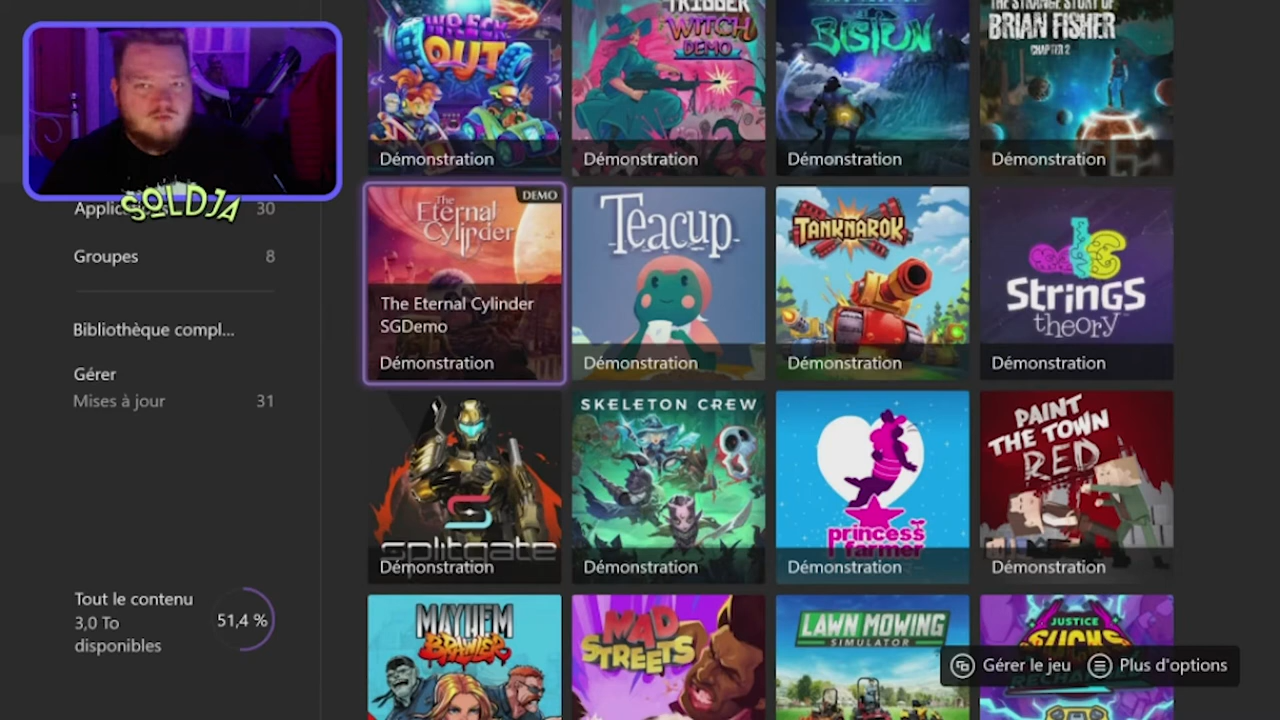 WRECK
OUT
Démonstration
TRIGGER
WITCH
DEMO
Démonstration
BISTUN
Démonstration
THE STRANGE STORY OF
BRIAN FISHER
CHAPTER 2
Démonstration
SOLDJA
30
Groupes 8
Bibliothèque compl...
Gérer
Mises à jour 31
Tout le contenu
3,0 To
disponibles
51,4 %
DEMO
The
Eternal
Cylinder
The Eternal Cylinder
SGDemo
Démonstration
Teacup
Démonstration
TANKNAROK
Démonstration
STRINGS
theory
Démonstration
splitgate
Démonstration
SKELETON CREW
Démonstration
princess
farmer
Démonstration
PAINT
THE TOWN
RED
Démonstration
MAYHEM
BRAWLER
MAD
STREETS
LAWN MOWING
SIMULATOR
JUSTICE
SUCKS
RECHARGED
Gérer le jeu
Plus d'options